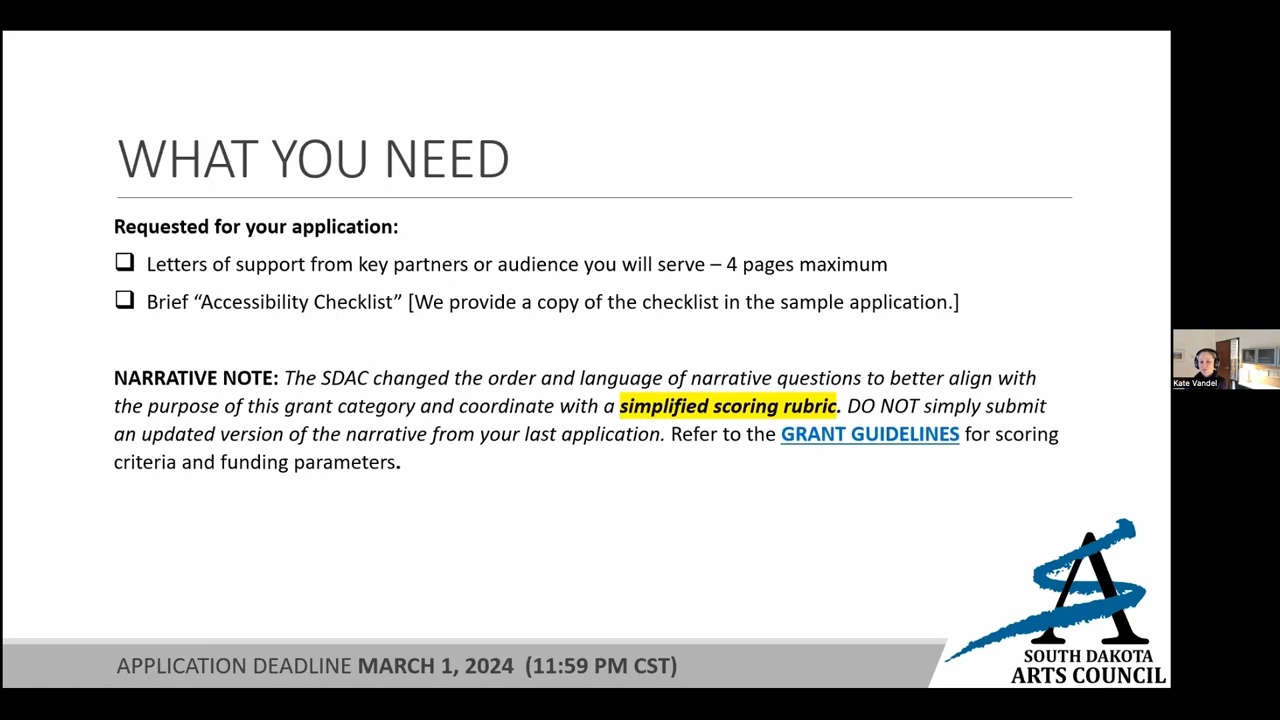 WHAT YOU NEED
Requested for your application:
❑ Letters of support from key partners or audience you will serve – 4 pages maximum
❑ Brief “Accessibility Checklist” [We provide a copy of the checklist in the sample application.]
NARRATIVE NOTE: The SDAC changed the order and language of narrative questions to better align with
the purpose of this grant category and coordinate with a simplified scoring rubric. DO NOT simply submit
an updated version of the narrative from your last application. Refer to the GRANT GUIDELINES for scoring
criteria and funding parameters.
Kate Vandel
APPLICATION DEADLINE MARCH 1, 2024 (11:59 PM CST)
SOUTH DAKOTA
ARTS COUNCIL